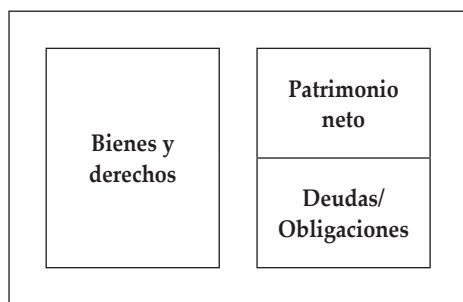 Bienes y
derechos
Patrimonio
neto
Deudas/
Obligaciones